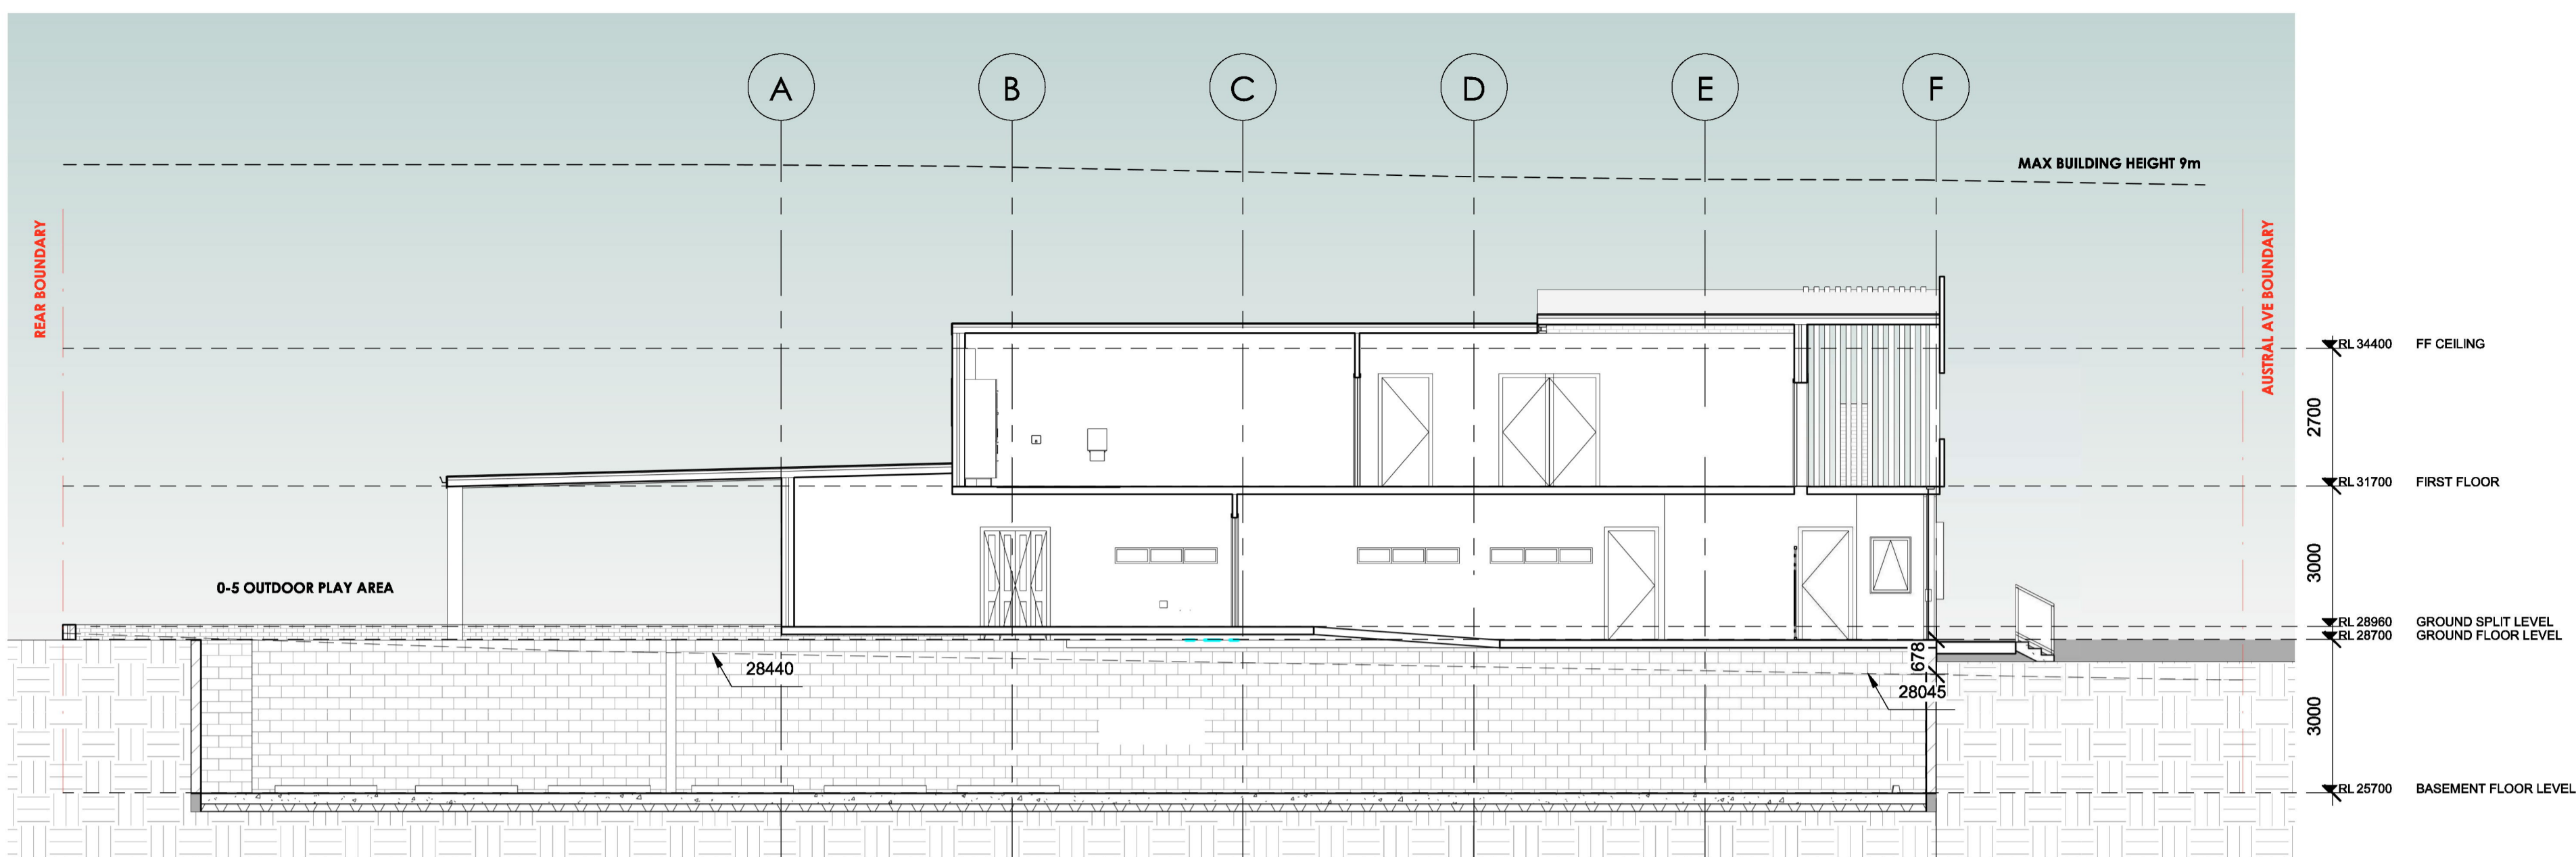 A
B
C
D
E
F
MAX BUILDING HEIGHT 9m
REAR BOUNDARY
AUSTRAL AVE BOUNDARY
RL 34400 FF CEILING
2700
RL 31700 FIRST FLOOR
3000
0-5 OUTDOOR PLAY AREA
RL 28960 GROUND SPLIT LEVEL
RL 28700 GROUND FLOOR LEVEL
678
28440
28045
3000
RL 25700 BASEMENT FLOOR LEVEL